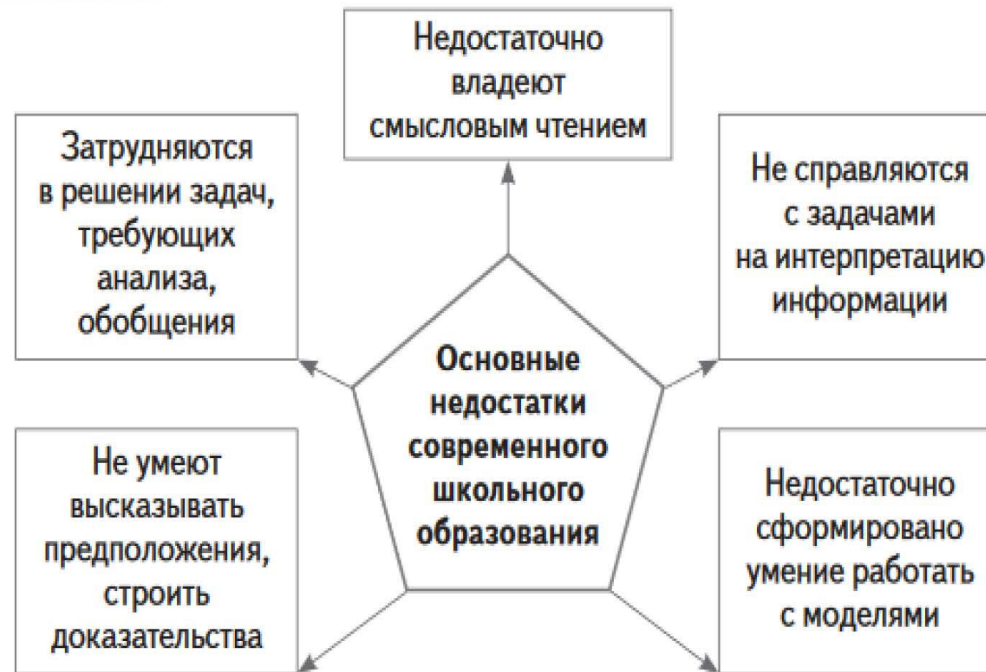 Недостаточно
владеют
смысловым чтением
Затрудняются
в решении задач,
требующих
анализа,
обобщения
Не справляются
с задачами
на интерпретацию
информации
Основные
недостатки
современного
школьного
образования
Не умеют
высказывать
предположения,
строить
доказательства
Недостаточно
сформировано
умение работать
с моделями